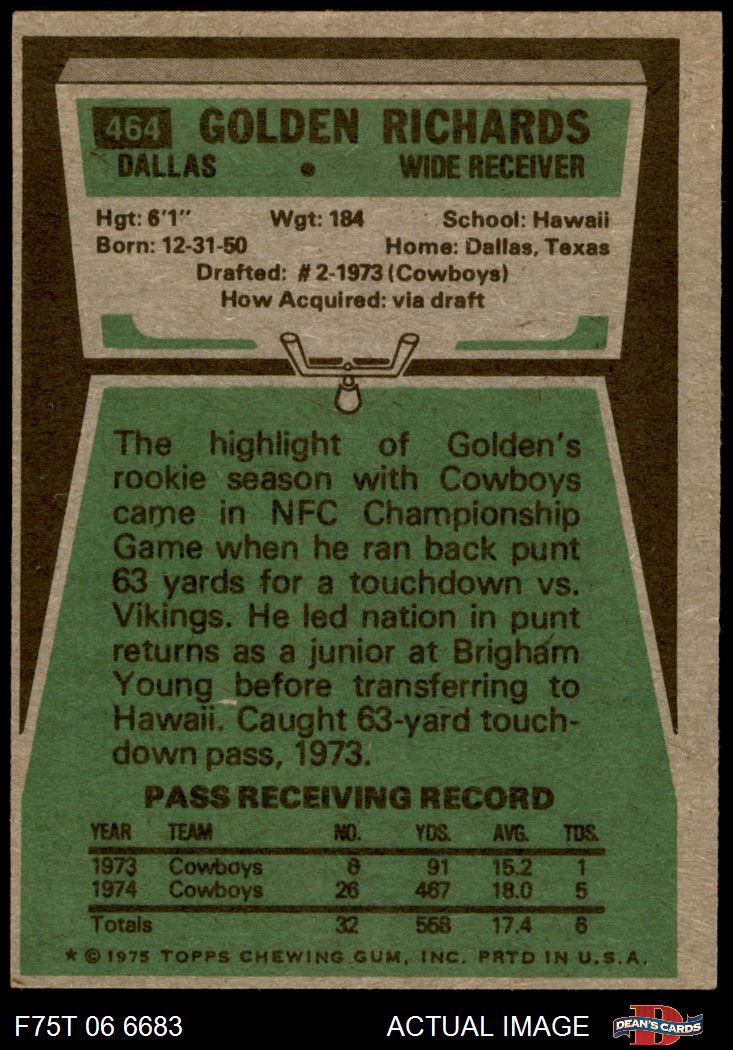 464 GOLDEN RICHARDS
DALLAS • WIDE RECEIVER
Hgt: 6'1" Wgt: 184 School: Hawaii
Born: 12-31-50 Home: Dallas, Texas
Drafted: #2-1973 (Cowboys)
How Acquired: via draft
The highlight of Golden's
rookie season with Cowboys
came in NFC Championship
Game when he ran back punt
63 yards for a touchdown vs.
Vikings. He led nation in punt
returns as a junior at Brigham
Young before transferring to
Hawaii. Caught 63-yard touch-
down pass, 1973.
PASS RECEIVING RECORD
YEAR TEAM NO. YDS. AVG. TDS.
1973 Cowboys 6 91 15.2 1
1974 Cowboys 26 467 18.0 5
Totals 32 558 17.4 6
* © 1975 TOPPS CHEWING GUM, INC. PRTD IN U.S.A.
F75T 06 6683 ACTUAL IMAGE D DEAN'S CARDS